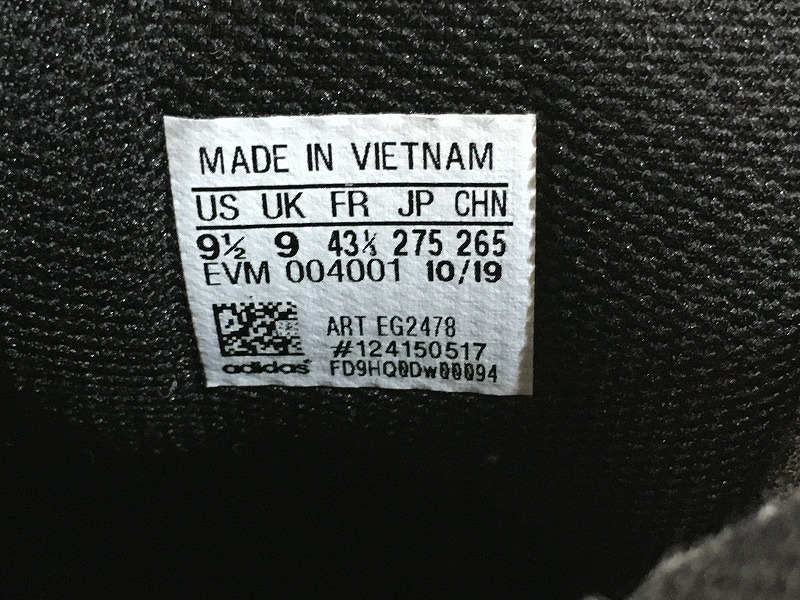 MADE IN VIETNAM
US UK FR JP CHN
9½ 9 43⅓ 275 265
EVM 004001 10/19
ART EG2478
#124150517
adidas FD9HQ0Dw00094